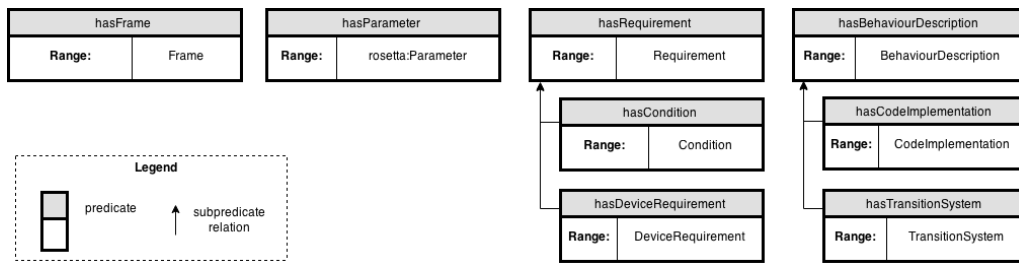 hasFrame
Range: Frame
hasParameter
Range: rosetta:Parameter
hasRequirement
Range: Requirement
hasCondition
Range: Condition
hasDeviceRequirement
Range: DeviceRequirement
hasBehaviourDescription
Range: BehaviourDescription
hasCodeImplementation
Range: CodeImplementation
hasTransitionSystem
Range: TransitionSystem
Legend
predicate
subpredicate
relation